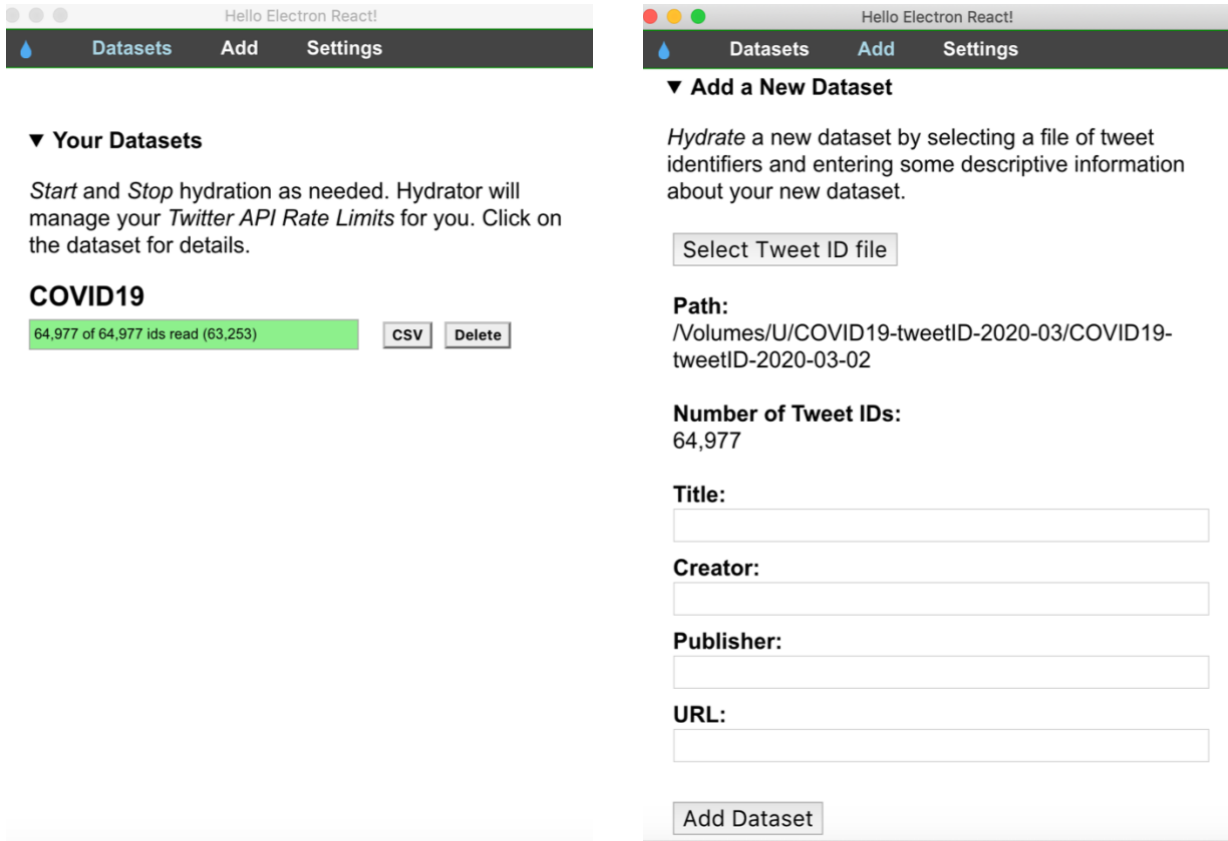 Hello Electron React!
Datasets Add Settings
▼ Your Datasets
Start and Stop hydration as needed. Hydrator will
manage your Twitter API Rate Limits for you. Click on
the dataset for details.
COVID19
64,977 of 64,977 ids read (63,253)
CSV
Delete
Hello Electron React!
Datasets Add Settings
▼ Add a New Dataset
Hydrate a new dataset by selecting a file of tweet
identifiers and entering some descriptive information
about your new dataset.
Select Tweet ID file
Path:
/Volumes/U/COVID19-tweetID-2020-03/COVID19-
tweetID-2020-03-02
Number of Tweet IDs:
64,977
Title:
Creator:
Publisher:
URL:
Add Dataset